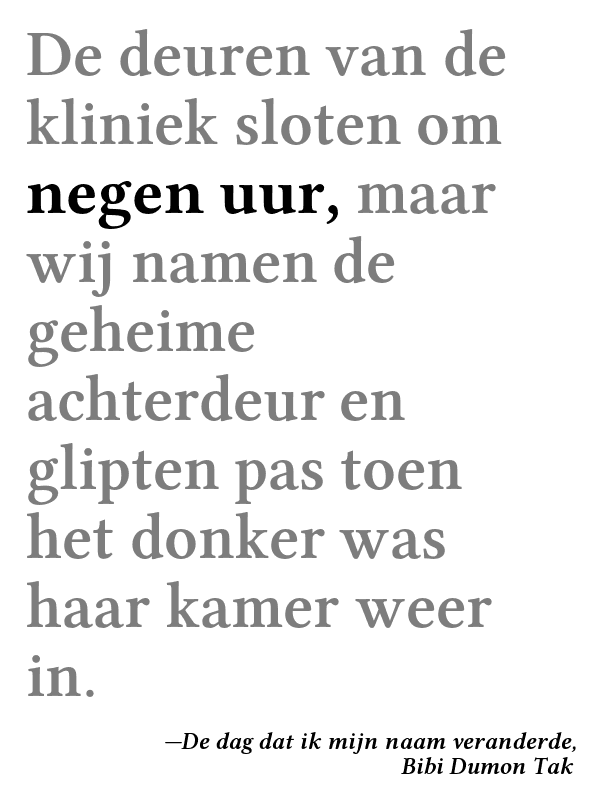 De deuren van de
kliniek sloten om
negen uur, maar
wij namen de
geheime
achterdeur en
glipten pas toen
het donker was
haar kamer weer
in.
—De dag dat ik mijn naam veranderde,
Bibi Dumon Tak